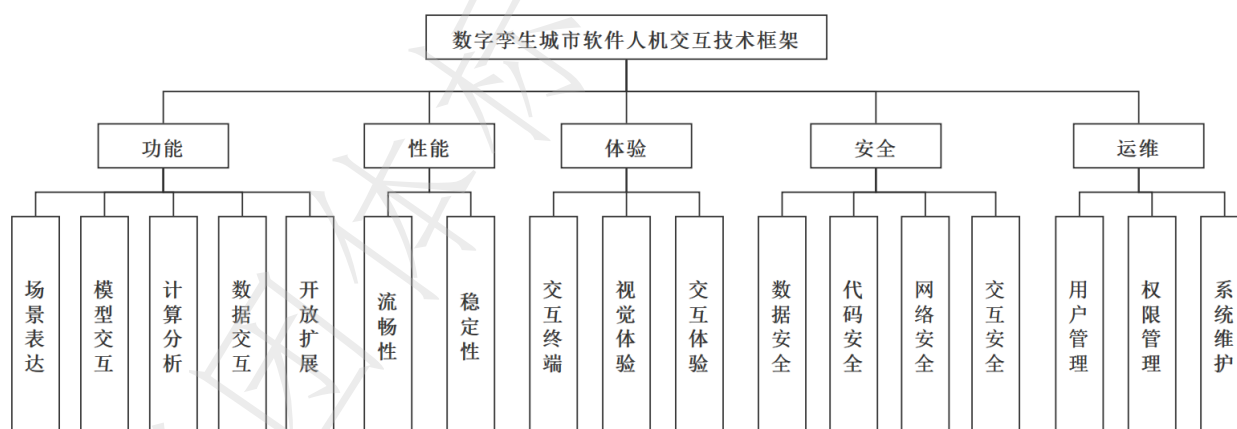 数字孪生城市软件人机交互技术框架
功能
性能
体验
安全
运维
场景表达
模型交互
计算分析
数据交互
开放扩展
流畅性
稳定性
交互终端
视觉体验
交互体验
数据安全
代码安全
网络安全
交互安全
用户管理
权限管理
系统维护
团体标